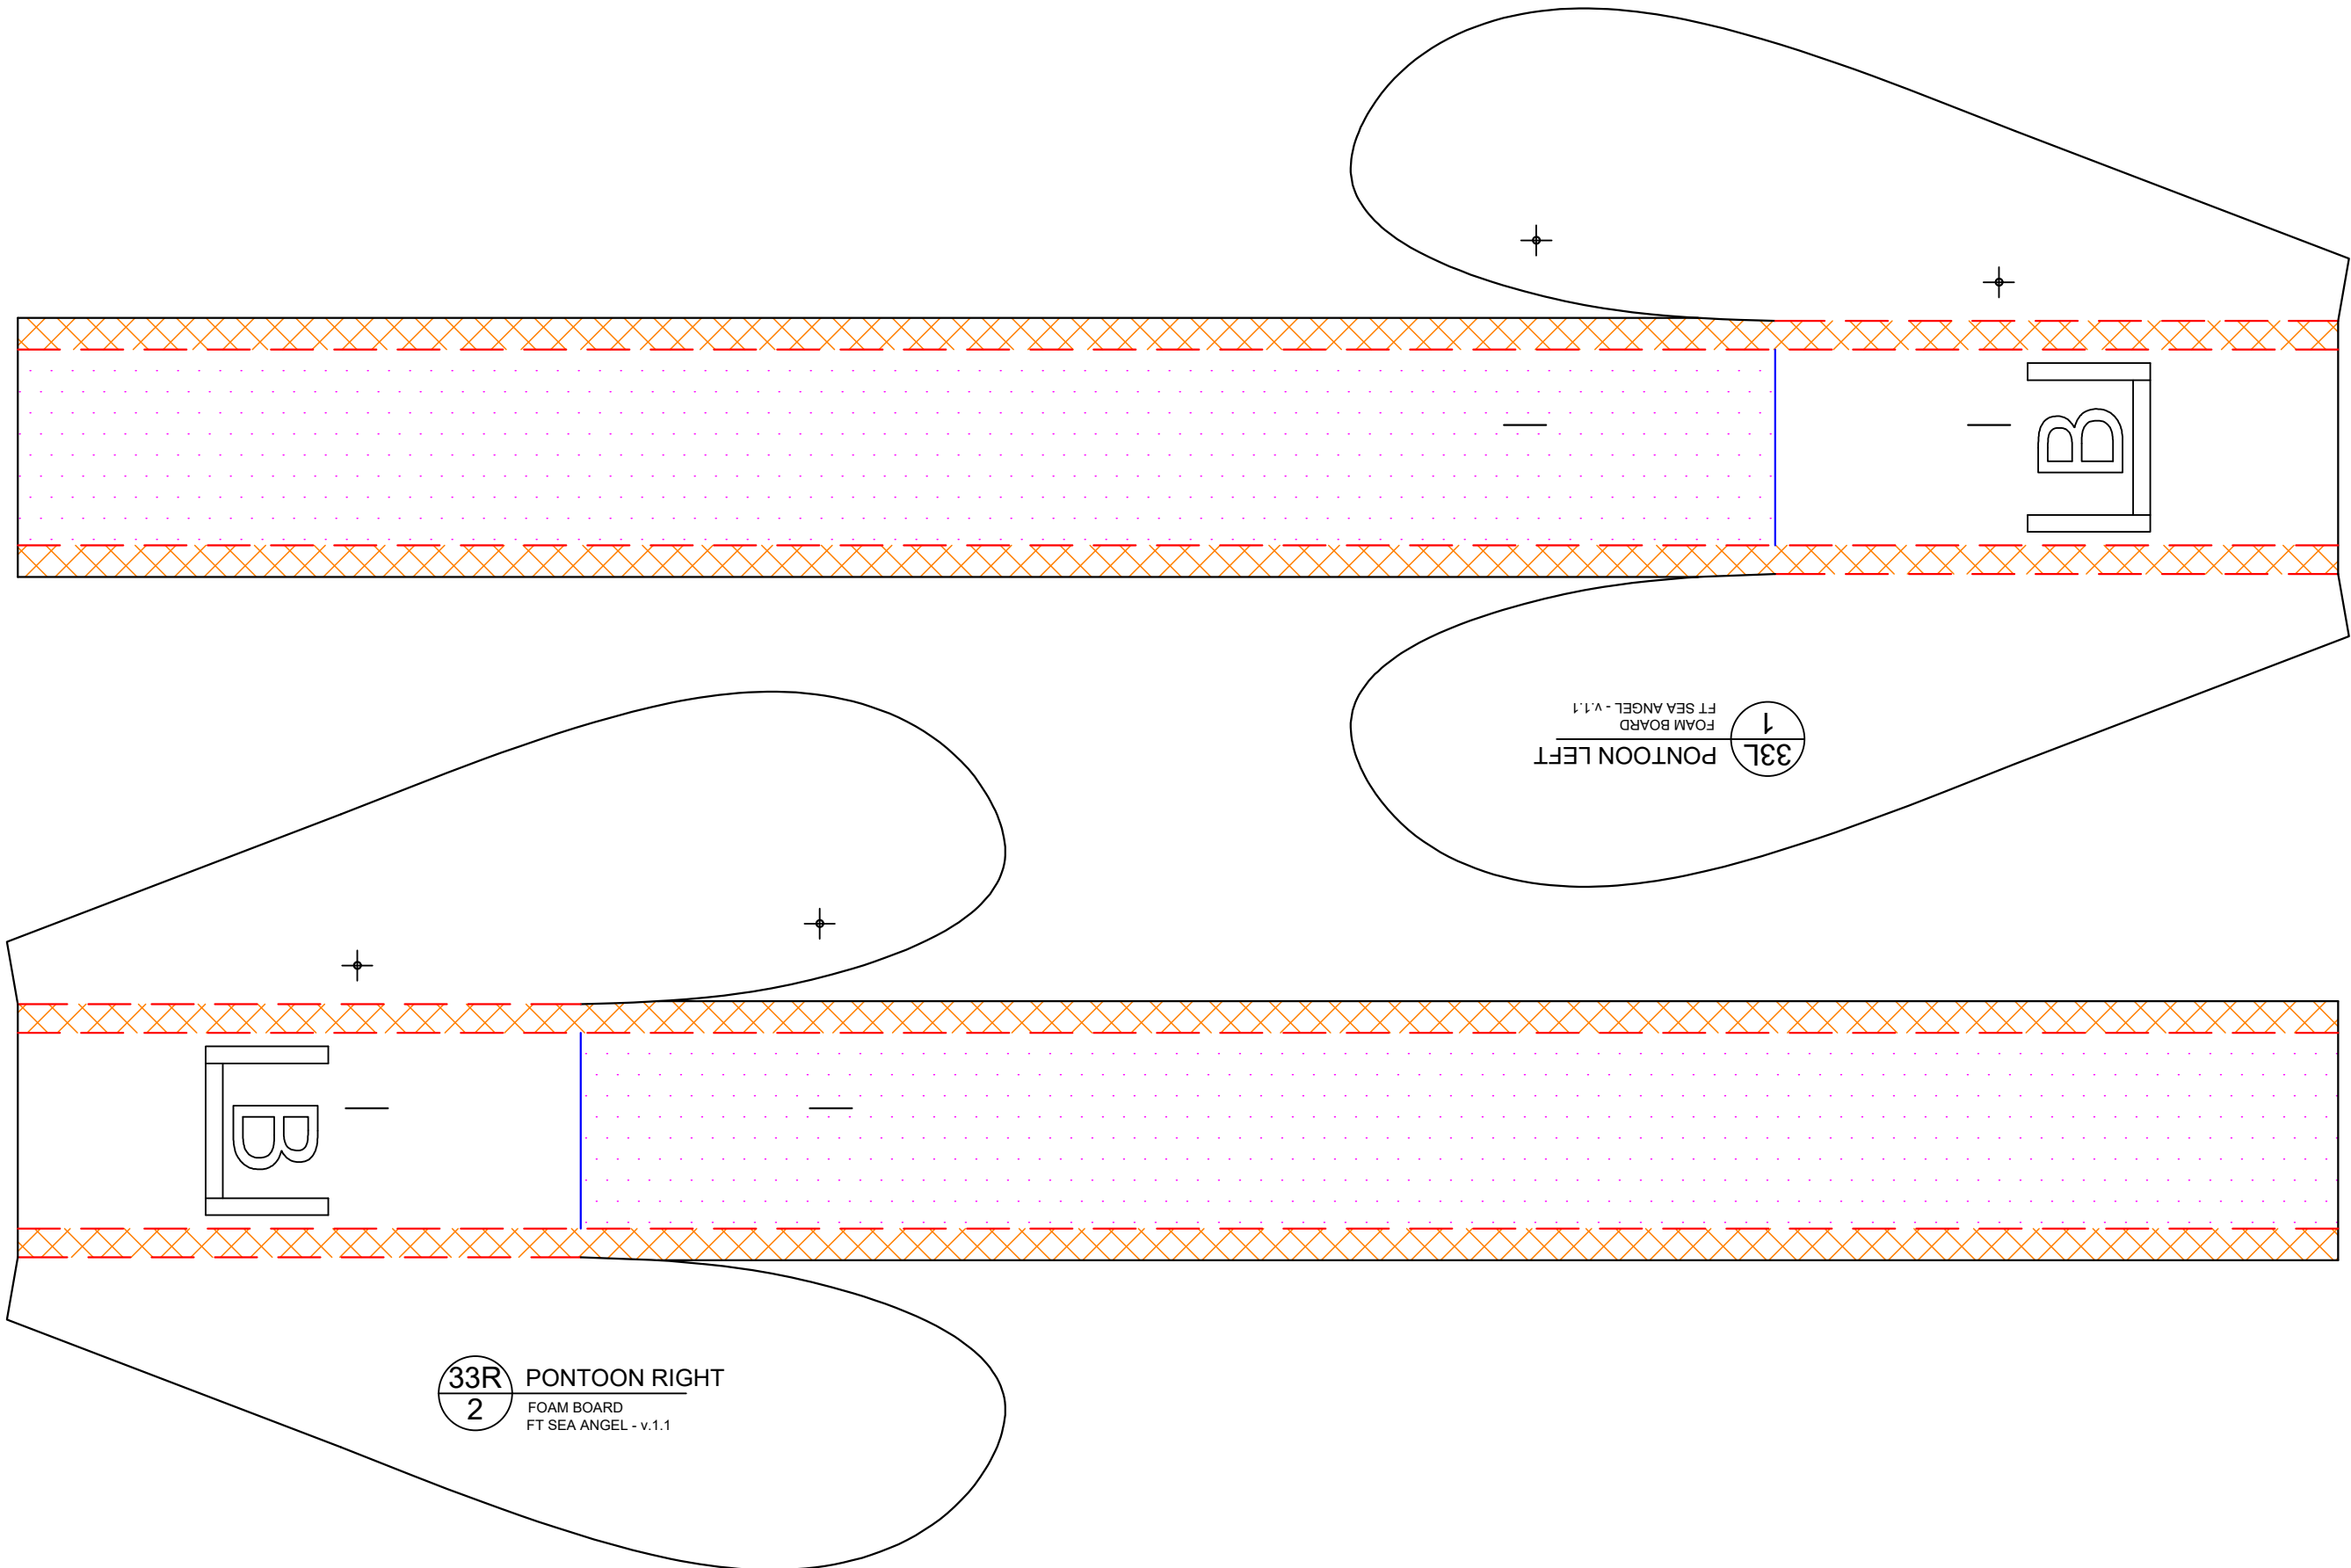 B
33L
1
PONTOON LEFT
FOAM BOARD
FT SEA ANGEL - v.1.1
B
33R
2
PONTOON RIGHT
FOAM BOARD
FT SEA ANGEL - v.1.1